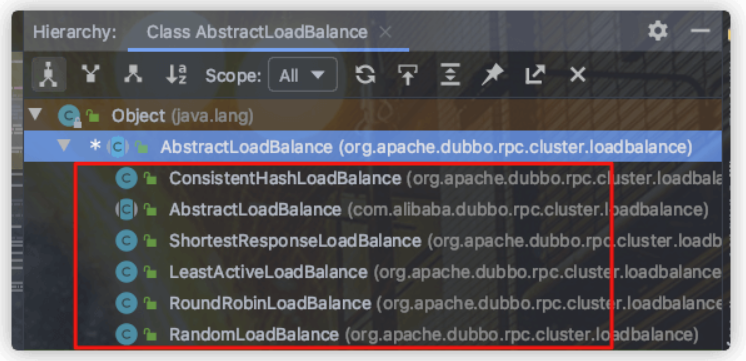 Hierarchy: Class AbstractLoadBalance
Scope: All
Object (java.lang)
* AbstractLoadBalance (org.apache.dubbo.rpc.cluster.loadbalance)
ConsistentHashLoadBalance (org.apache.dubbo.rpc.cluster.loadbala
AbstractLoadBalance (com.alibaba.dubbo.rpc.cluster.loadbalance)
ShortestResponseLoadBalance (org.apache.dubbo.rpc.cluster.loadb
LeastActiveLoadBalance (org.apache.dubbo.rpc.cluster.loadbalance
RoundRobinLoadBalance (org.apache.dubbo.rpc.cluster.loadbalance
RandomLoadBalance (org.apache.dubbo.rpc.cluster.loadbalance)